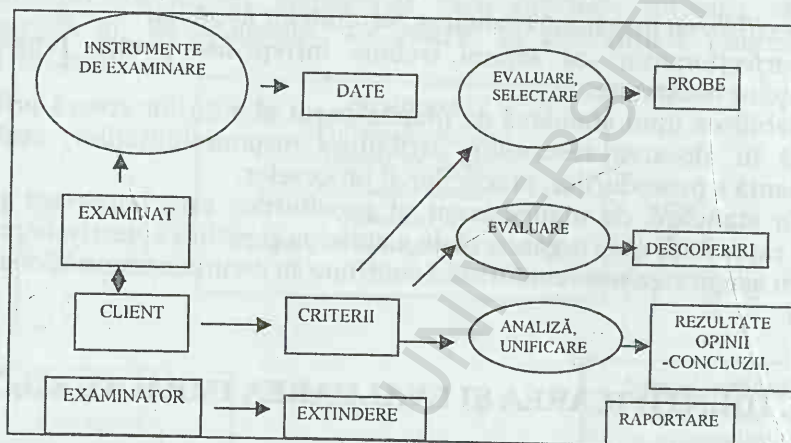 INSTRUMENTE
DE EXAMINARE
DATE
EVALUARE,
SELECTARE
PROBE
EXAMINAT
EVALUARE
DESCOPERIRI
CLIENT
CRITERII
ANALIZĂ,
UNIFICARE
REZULTATE
OPINII
-CONCLUZII.
EXAMINATOR
EXTINDERE
RAPORTARE
UNIVERSIT